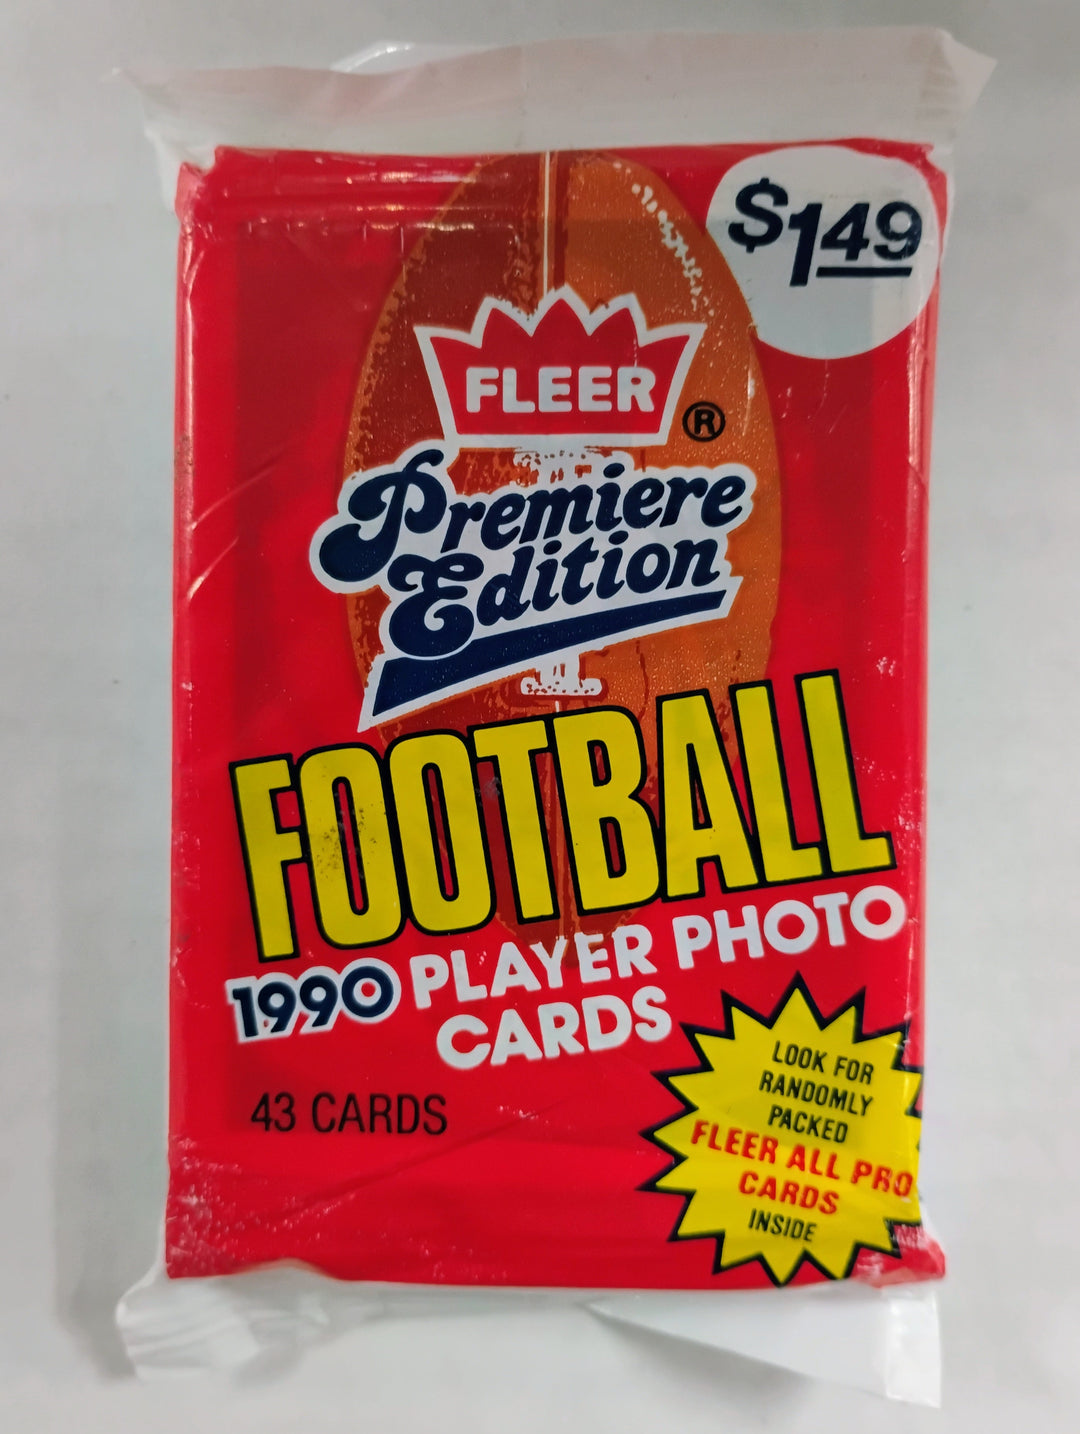 $1.49
FLEER
®
Premiere
Edition
FOOTBALL
1990 PLAYER PHOTO
CARDS
43 CARDS
LOOK FOR
RANDOMLY
PACKED
FLEER ALL PRO
CARDS
INSIDE